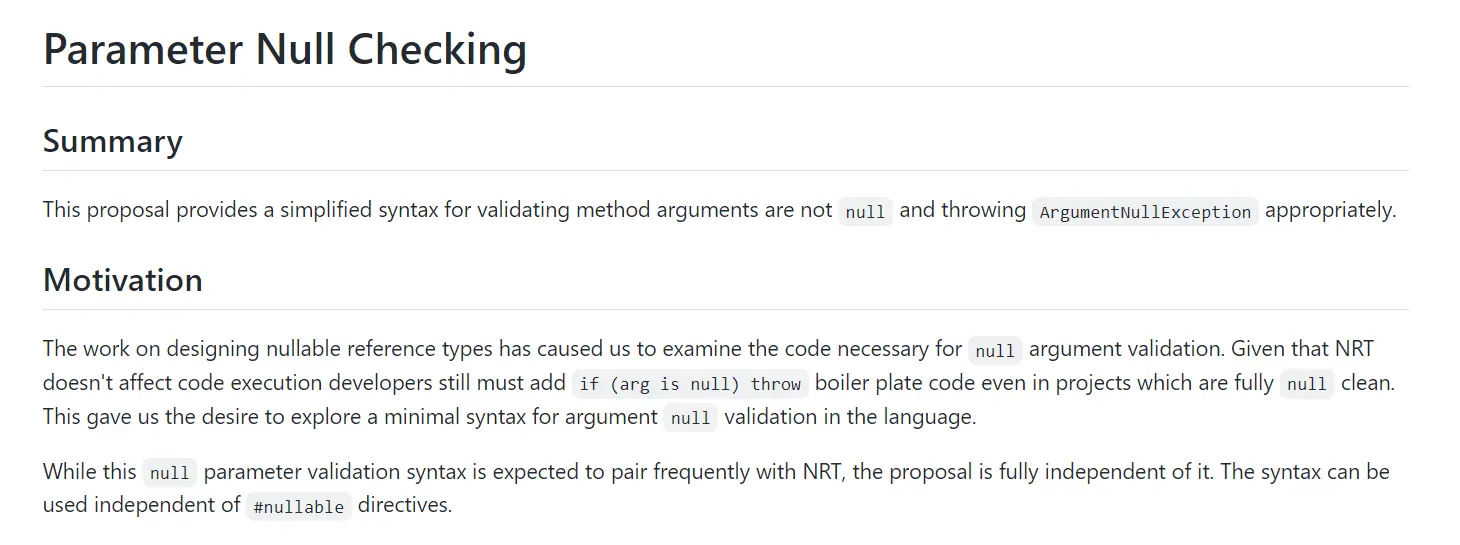 Parameter Null Checking
Summary
This proposal provides a simplified syntax for validating method arguments are not null and throwing ArgumentNullException appropriately.
Motivation
The work on designing nullable reference types has caused us to examine the code necessary for null argument validation. Given that NRT
doesn't affect code execution developers still must add if (arg is null) throw boiler plate code even in projects which are fully null clean.
This gave us the desire to explore a minimal syntax for argument null validation in the language.
While this null parameter validation syntax is expected to pair frequently with NRT, the proposal is fully independent of it. The syntax can be
used independent of #nullable directives.